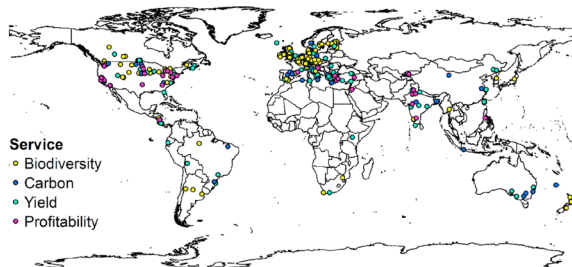 Service
Biodiversity
Carbon
Yield
Profitability